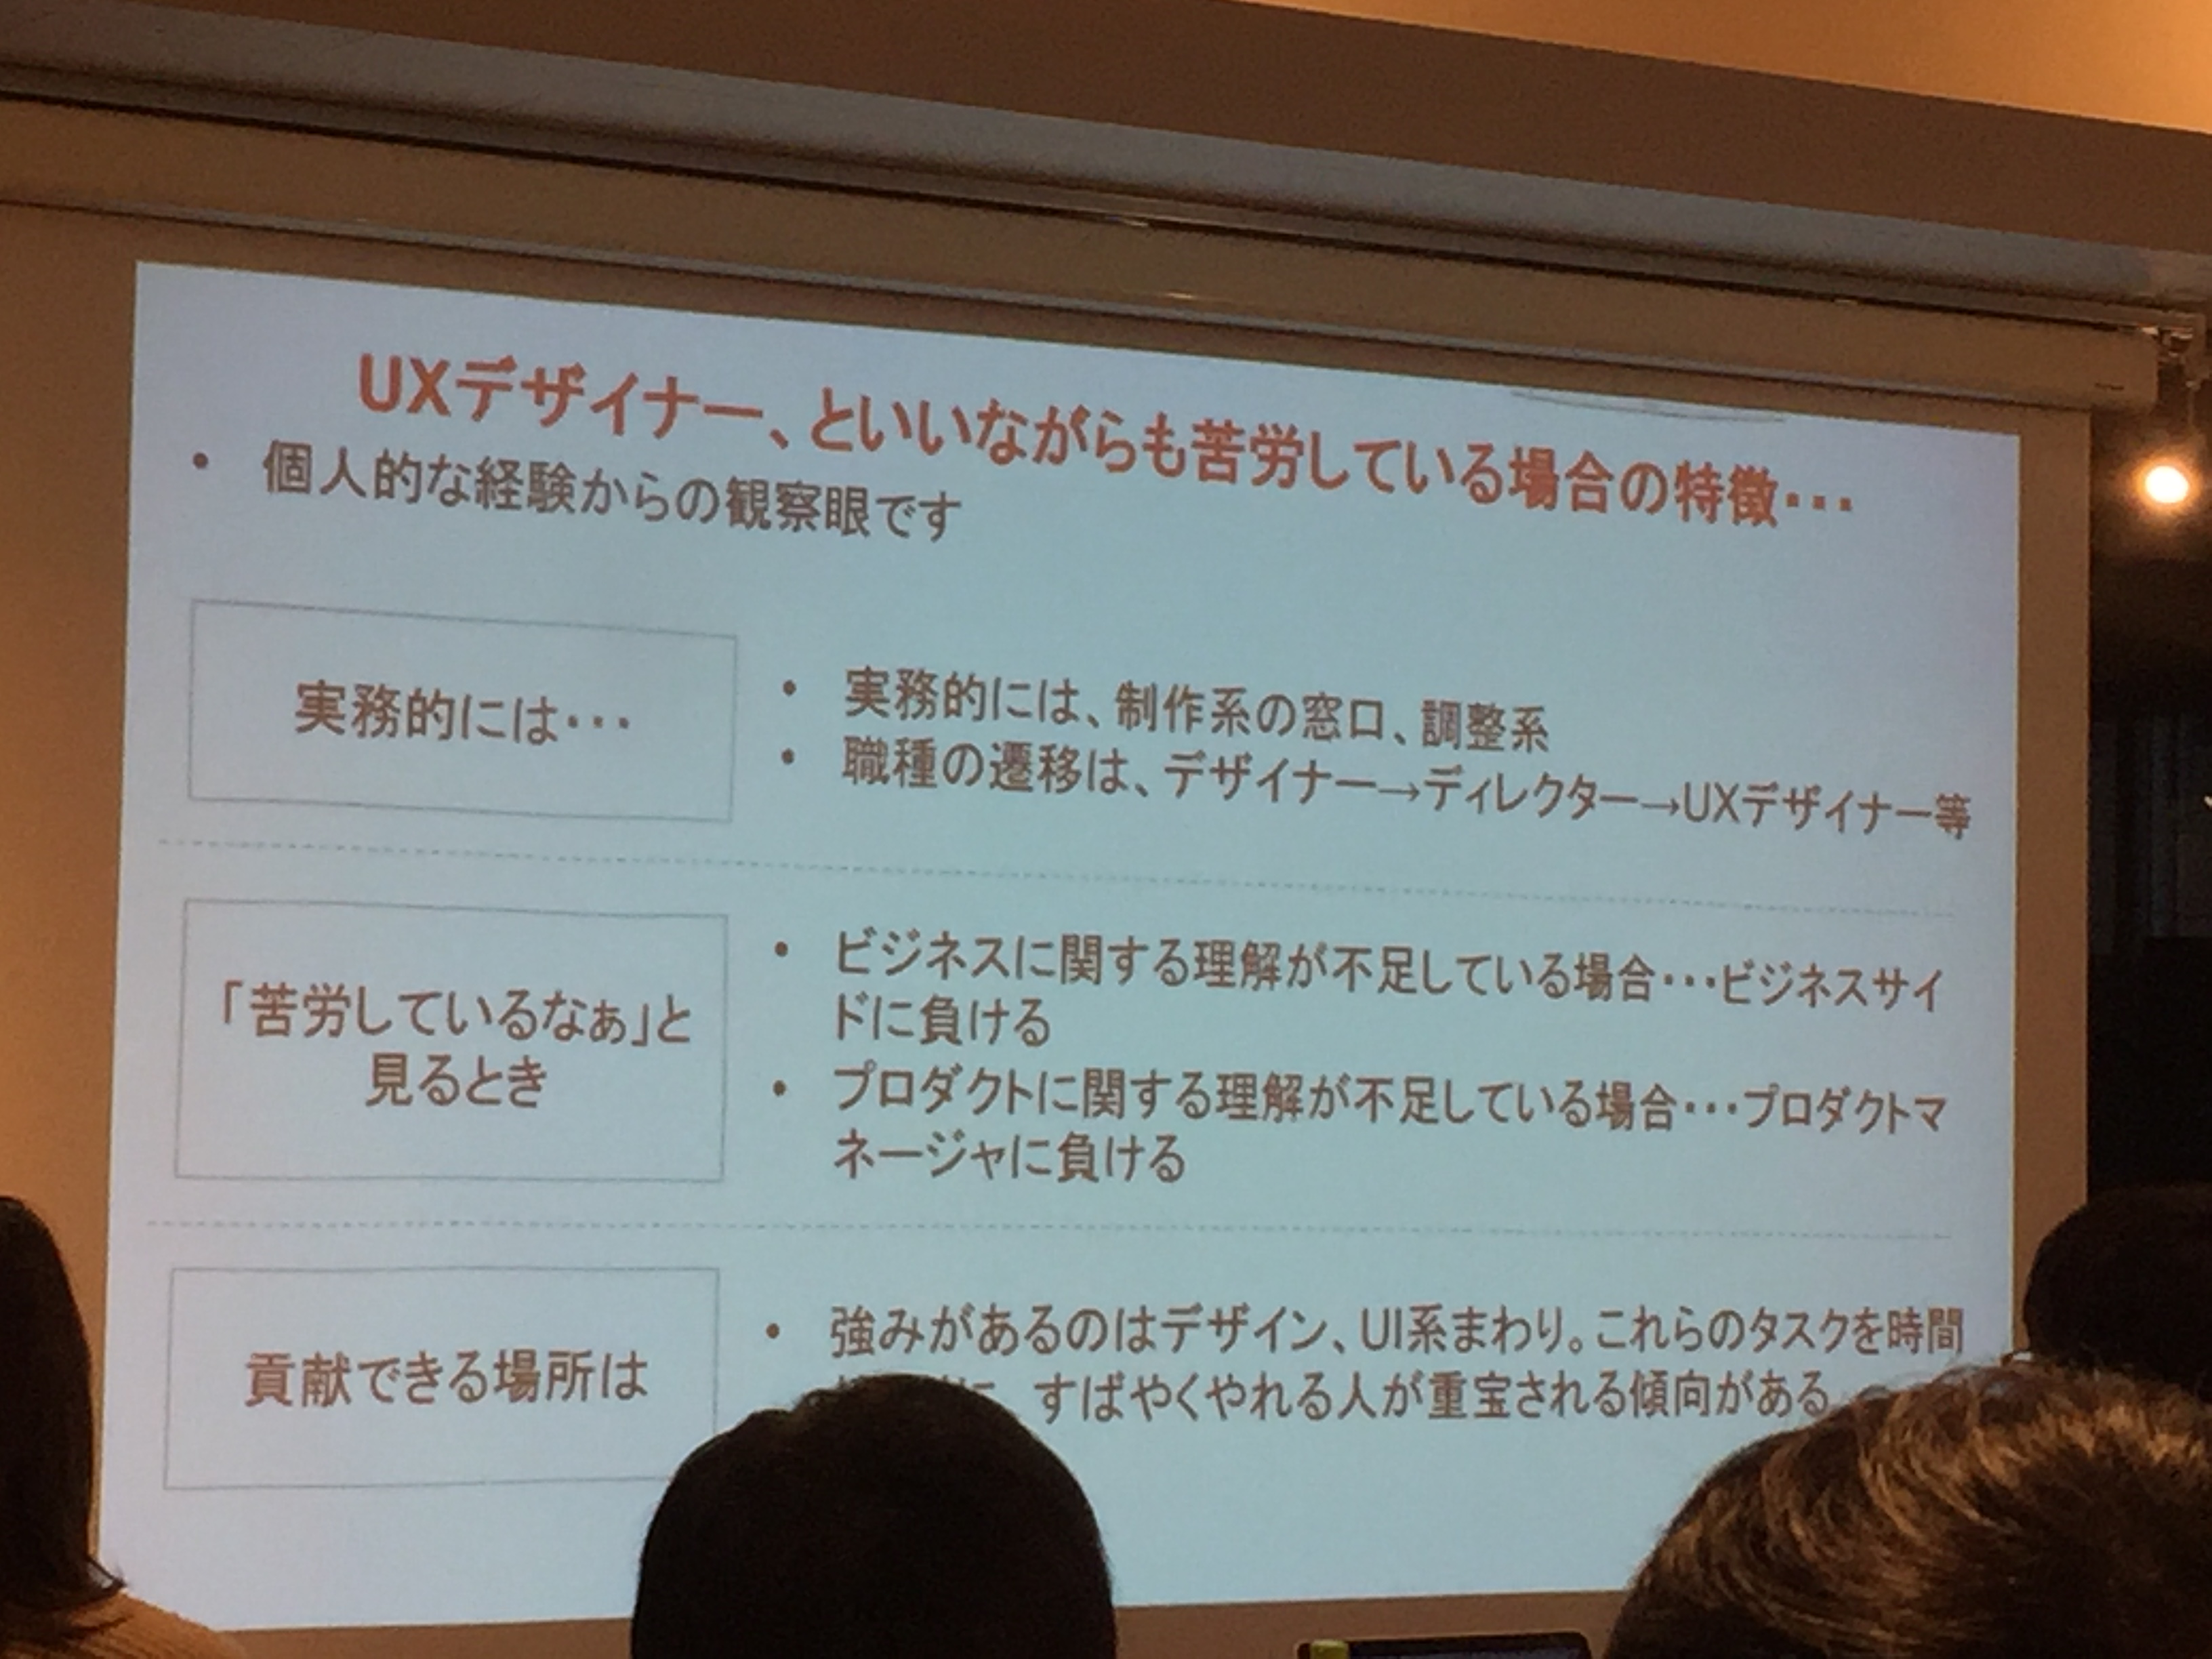 UXデザイナー、といいながらも苦労している場合の特徴・・・
• 個人的な経験からの観察眼です
実務的には・・・
• 実務的には、制作系の窓口、調整系
• 職種の遷移は、デザイナー→ディレクター→UXデザイナー等
「苦労しているなぁ」と
見るとき
• ビジネスに関する理解が不足している場合・・・ビジネスサイ
ドに負ける
• プロダクトに関する理解が不足している場合・・・プロダクトマ
ネージャに負ける
貢献できる場所は
• 強みがあるのはデザイン、UI系まわり。これらのタスクを時間
すばやくやれる人が重宝される傾向がある